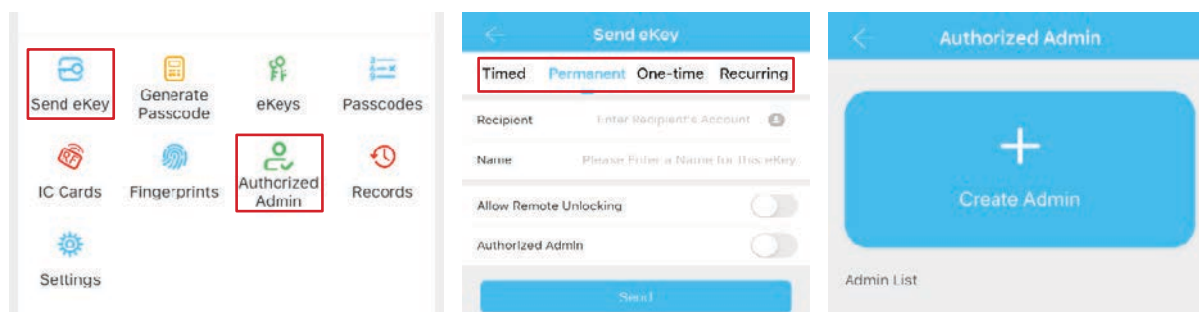 Send eKey
Generate
Passcode
eKeys
Passcodes
IC Cards
Fingerprints
Authorized
Admin
Records
Settings
Send eKey
Timed Permanent One-time Recurring
Recipient Enter Recipient's Account
Name Please Enter a Name for this eKey
Allow Remote Unlocking
Authorized Admin
Send
Authorized Admin
Create Admin
Admin List